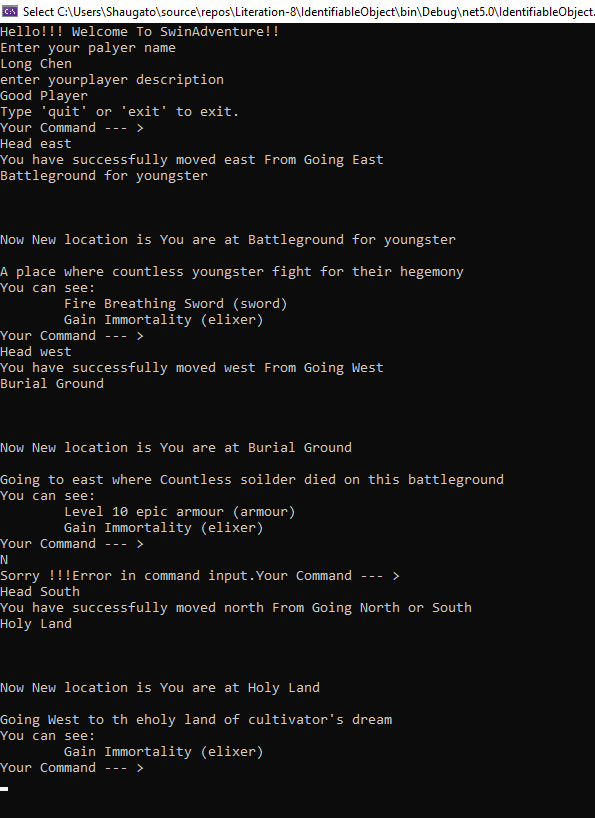 Select C:\Users\Shaugato\source\repos\Literation-8\IdentifiableObject\bin\Debug\net5.0\IdentifiableObject.
Hello!!! Welcome To SwinAdventure!!
Enter your palyer name
Long Chen
enter yourplayer description
Good Player
Type 'quit' or 'exit' to exit.
Your Command --- >
Head east
You have successfully moved east From Going East
Battleground for youngster
Now New location is You are at Battleground for youngster
A place where countless youngster fight for their hegemony
You can see:
Fire Breathing Sword (sword)
Gain Immortality (elixer)
Your Command --- >
Head west
You have successfully moved west From Going West
Burial Ground
Now New location is You are at Burial Ground
Going to east where Countless soilder died on this battleground
You can see:
Level 10 epic armour (armour)
Gain Immortality (elixer)
Your Command --- >
N
Sorry !!!Error in command input.Your Command --- >
Head South
You have successfully moved north From Going North or South
Holy Land
Now New location is You are at Holy Land
Going West to th eholy land of cultivator's dream
You can see:
Gain Immortality (elixer)
Your Command --- >